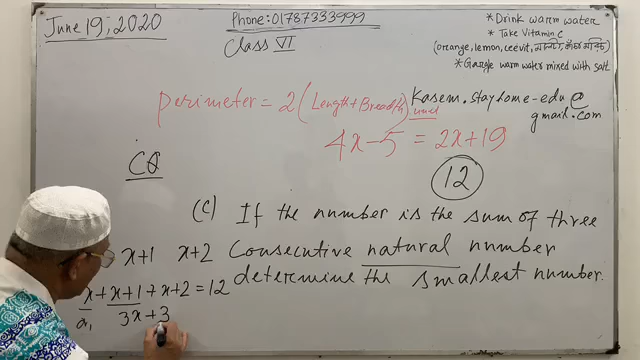 June 19, 2020
Phone: 01787333999
Class VI
* Drink warm water
* Take Vitamin C
(orange, lemon, ceevit,
* Gargle warm water mixed with salt
Perimeter = 2 (Length + Breadth) unit
Kasem.stayhome-edu@
gmail.com
4x-5 = 2x+19
CQ
12
(c) If the number is the sum of three
x+1 x+2 Consecutive natural number
determine the smallest number.
x+x+1+x+2=12
or, 3x+3